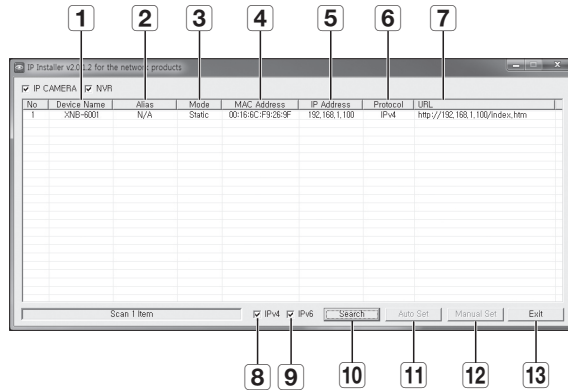 1 2 3 4 5 6 7
IP Installer v2.0.1.2 for the network products
IP CAMERA NVR
No Device Name Alias Mode MAC Address IP Address Protocol URL
1 XNB-6001 N/A Static 00:16:6C:F9:26:9F 192,168,1,100 IPv4 http://192,168,1,100/index,htm
Scan 1 Item IPv4 IPv6 Search Auto Set Manual Set Exit
8 9 10 11 12 13